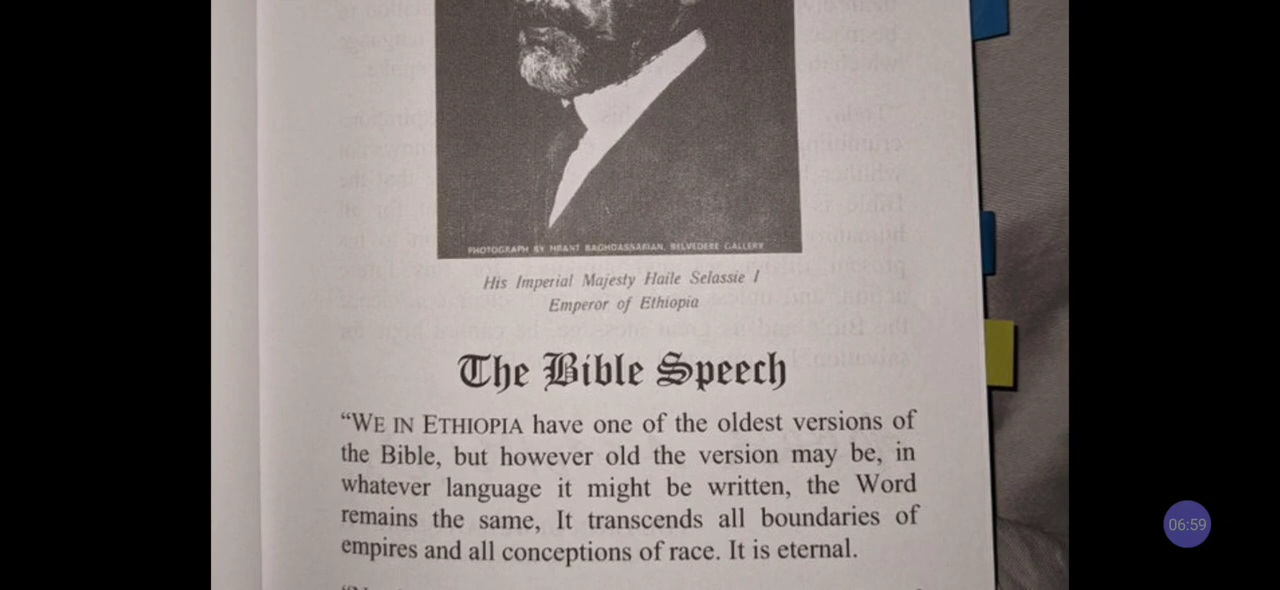 PHOTOGRAPH BY HRANT BAGHDASSARIAN, BELVEDERE GALLERY
His Imperial Majesty Haile Selassie I
Emperor of Ethiopia
The Bible Speech
“WE IN ETHIOPIA have one of the oldest versions of
the Bible, but however old the version may be, in
whatever language it might be written, the Word
remains the same, It transcends all boundaries of
empires and all conceptions of race. It is eternal.
06:59